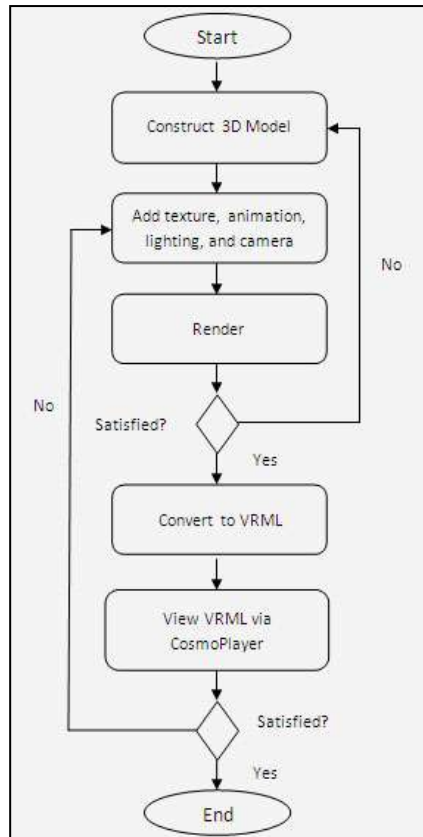 Start
Construct 3D Model
Add texture, animation,
lighting, and camera
No
Render
No
Satisfied?
Yes
Convert to VRML
View VRML via
CosmoPlayer
Satisfied?
Yes
End